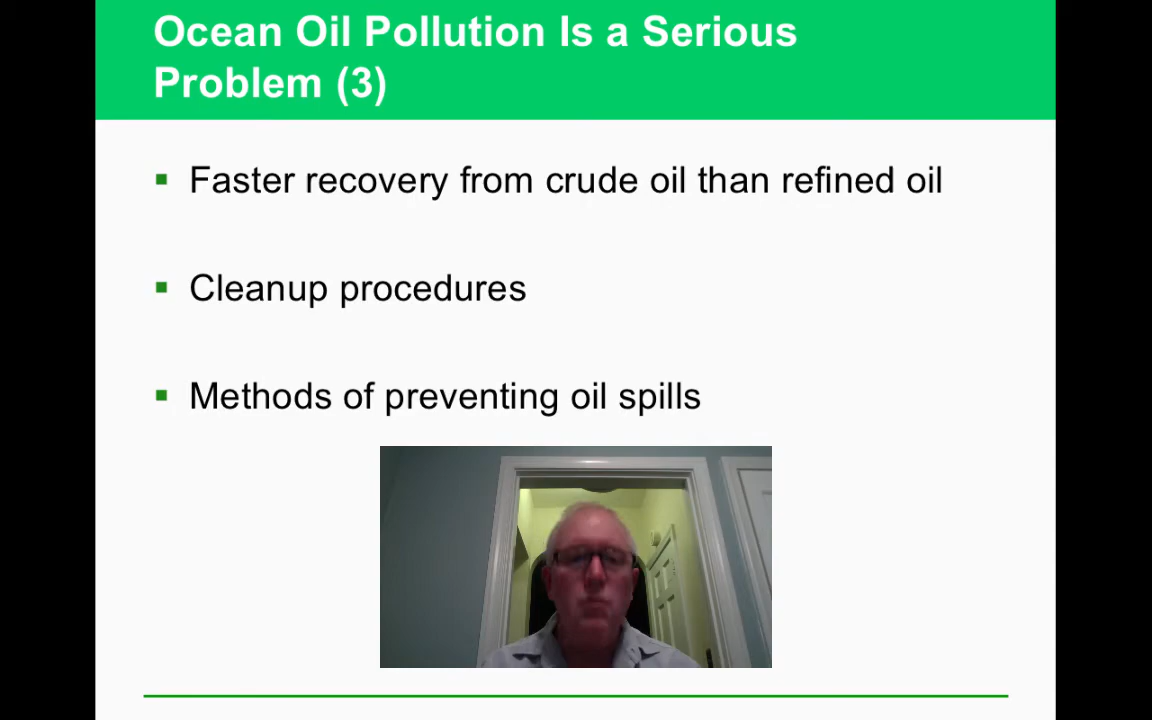 Ocean Oil Pollution Is a Serious
Problem (3)
Faster recovery from crude oil than refined oil
Cleanup procedures
Methods of preventing oil spills